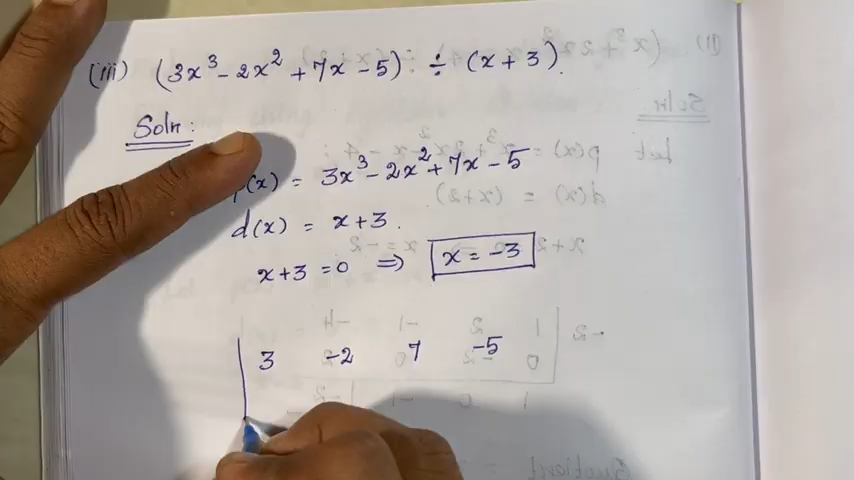 (iii) (3x³ - 2x² + 7x - 5) ÷ (x + 3).
Soln:
p(x) = 3x³ - 2x² + 7x - 5
d(x) = x + 3.
x + 3 = 0 ⇒ x = -3
3 -2 7 -5